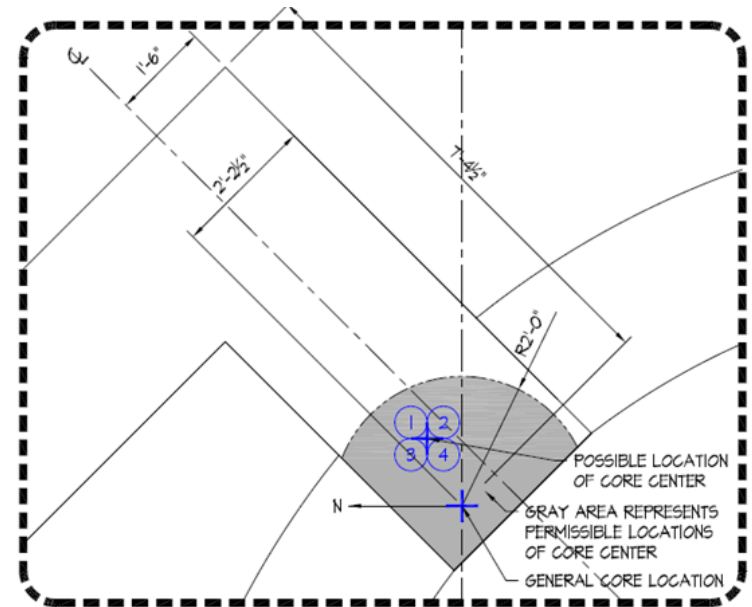 ℄
1'-6"
2'-2½"
7'-4½"
R2'-0"
1 2
3 4
N
POSSIBLE LOCATION
OF CORE CENTER
GRAY AREA REPRESENTS
PERMISSIBLE LOCATIONS
OF CORE CENTER
GENERAL CORE LOCATION